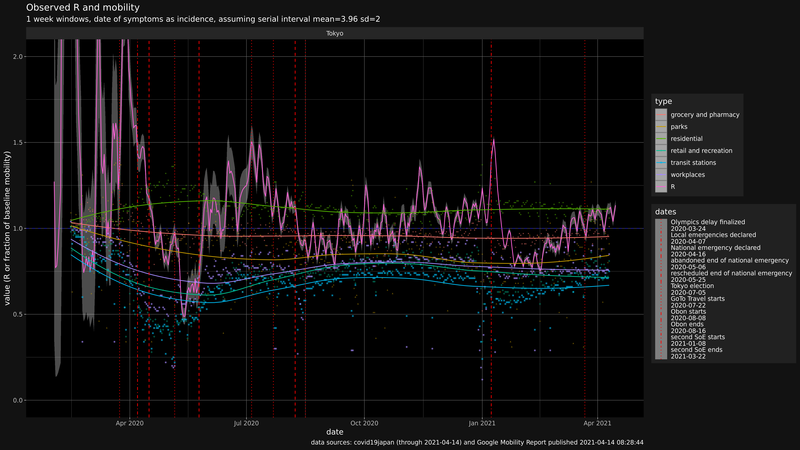 Observed R and mobility
1 week windows, date of symptoms as incidence, assuming serial interval mean=3.96 sd=2
Tokyo
value (R or fraction of baseline mobility)
2.0
1.5
1.0
0.5
0.0
Apr 2020
Jul 2020
Oct 2020
Jan 2021
Apr 2021
date
type
grocery and pharmacy
parks
residential
retail and recreation
transit stations
workplaces
R
dates
Olympics delay finalized
2020-03-24
Local emergencies declared
2020-04-07
National emergency declared
2020-04-16
abandoned end of national emergency
2020-05-06
rescheduled end of national emergency
2020-05-25
Tokyo election
2020-07-05
GoTo Travel starts
2020-07-22
Obon starts
2020-08-08
Obon ends
2020-08-16
second SoE starts
2021-01-08
second SoE ends
2021-03-22
data sources: covid19japan (through 2021-04-14) and Google Mobility Report published 2021-04-14 08:28:44